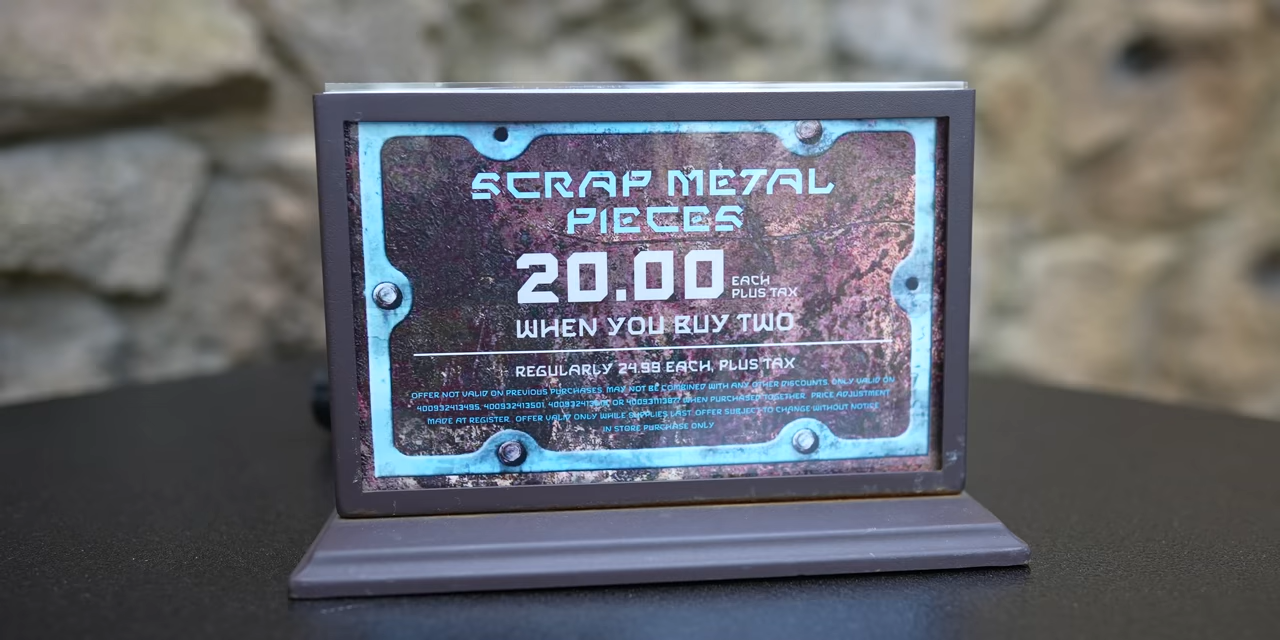 SCRAP METAL
PIECES
20.00 EACH
PLUS TAX
WHEN YOU BUY TWO
REGULARLY 24.99 EACH, PLUS TAX
OFFER NOT VALID ON PREVIOUS PURCHASES. MAY NOT BE COMBINED WITH ANY OTHER DISCOUNTS. ONLY VALID ON
400932413495, 400932413501, OR WHEN PURCHASED TOGETHER. PRICE ADJUSTMENT
MADE AT REGISTER. OFFER VALID ONLY WHILE SUPPLIES LAST. OFFER SUBJECT TO CHANGE WITHOUT NOTICE.
IN STORE PURCHASE ONLY